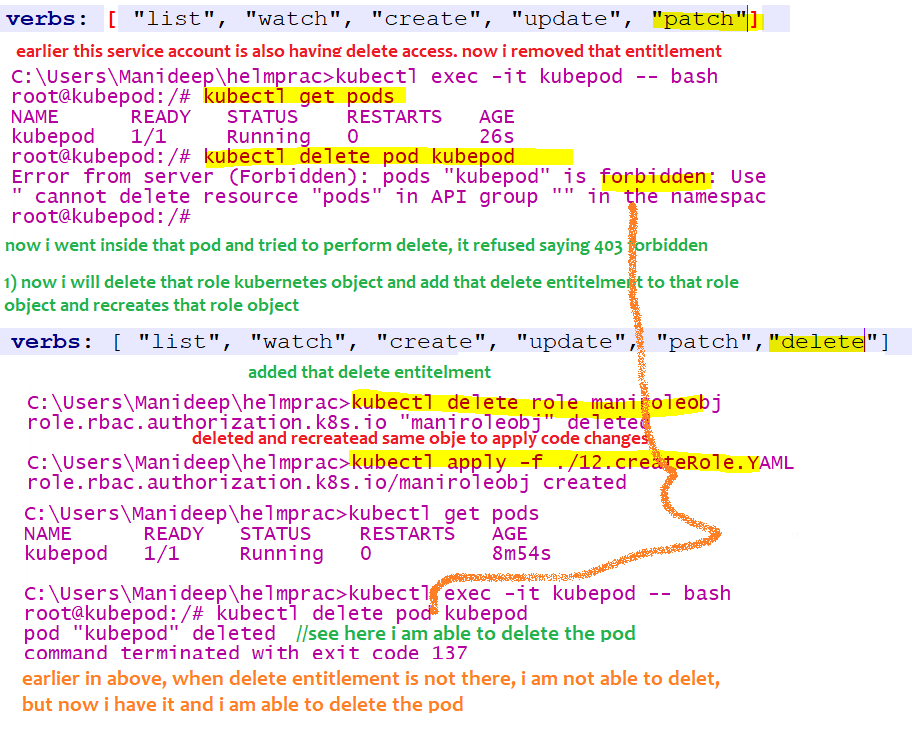 verbs: [ "list", "watch", "create", "update", "patch"]
earlier this service account is also having delete access. now i removed that entitlement
C:\Users\Manideep\helmprac>kubectl exec -it kubepod -- bash
root@kubepod:/# kubectl get pods
NAME READY STATUS RESTARTS AGE
kubepod 1/1 Running 0 26s
root@kubepod:/# kubectl delete pod kubepod
Error from server (Forbidden): pods "kubepod" is forbidden: Use
" cannot delete resource "pods" in API group "" in the namespac
root@kubepod:/#
now i went inside that pod and tried to perform delete, it refused saying 403 forbidden
1) now i will delete that role kubernetes object and add that delete entitelment to that role
object and recreates that role object
verbs: [ "list", "watch", "create", "update", "patch","delete"]
added that delete entitelment
C:\Users\Manideep\helmprac>kubectl delete role maniroleobj
role.rbac.authorization.k8s.io "maniroleobj" deleted
deleted and recreatead same obje to apply code changes
C:\Users\Manideep\helmprac>kubectl apply -f ./12.createRole.YAML
role.rbac.authorization.k8s.io/maniroleobj created
C:\Users\Manideep\helmprac>kubectl get pods
NAME READY STATUS RESTARTS AGE
kubepod 1/1 Running 0 8m54s
C:\Users\Manideep\helmprac>kubectl exec -it kubepod -- bash
root@kubepod:/# kubectl delete pod kubepod
pod "kubepod" deleted //see here i am able to delete the pod
command terminated with exit code 137
earlier in above, when delete entitlement is not there, i am not able to delet,
but now i have it and i am able to delete the pod